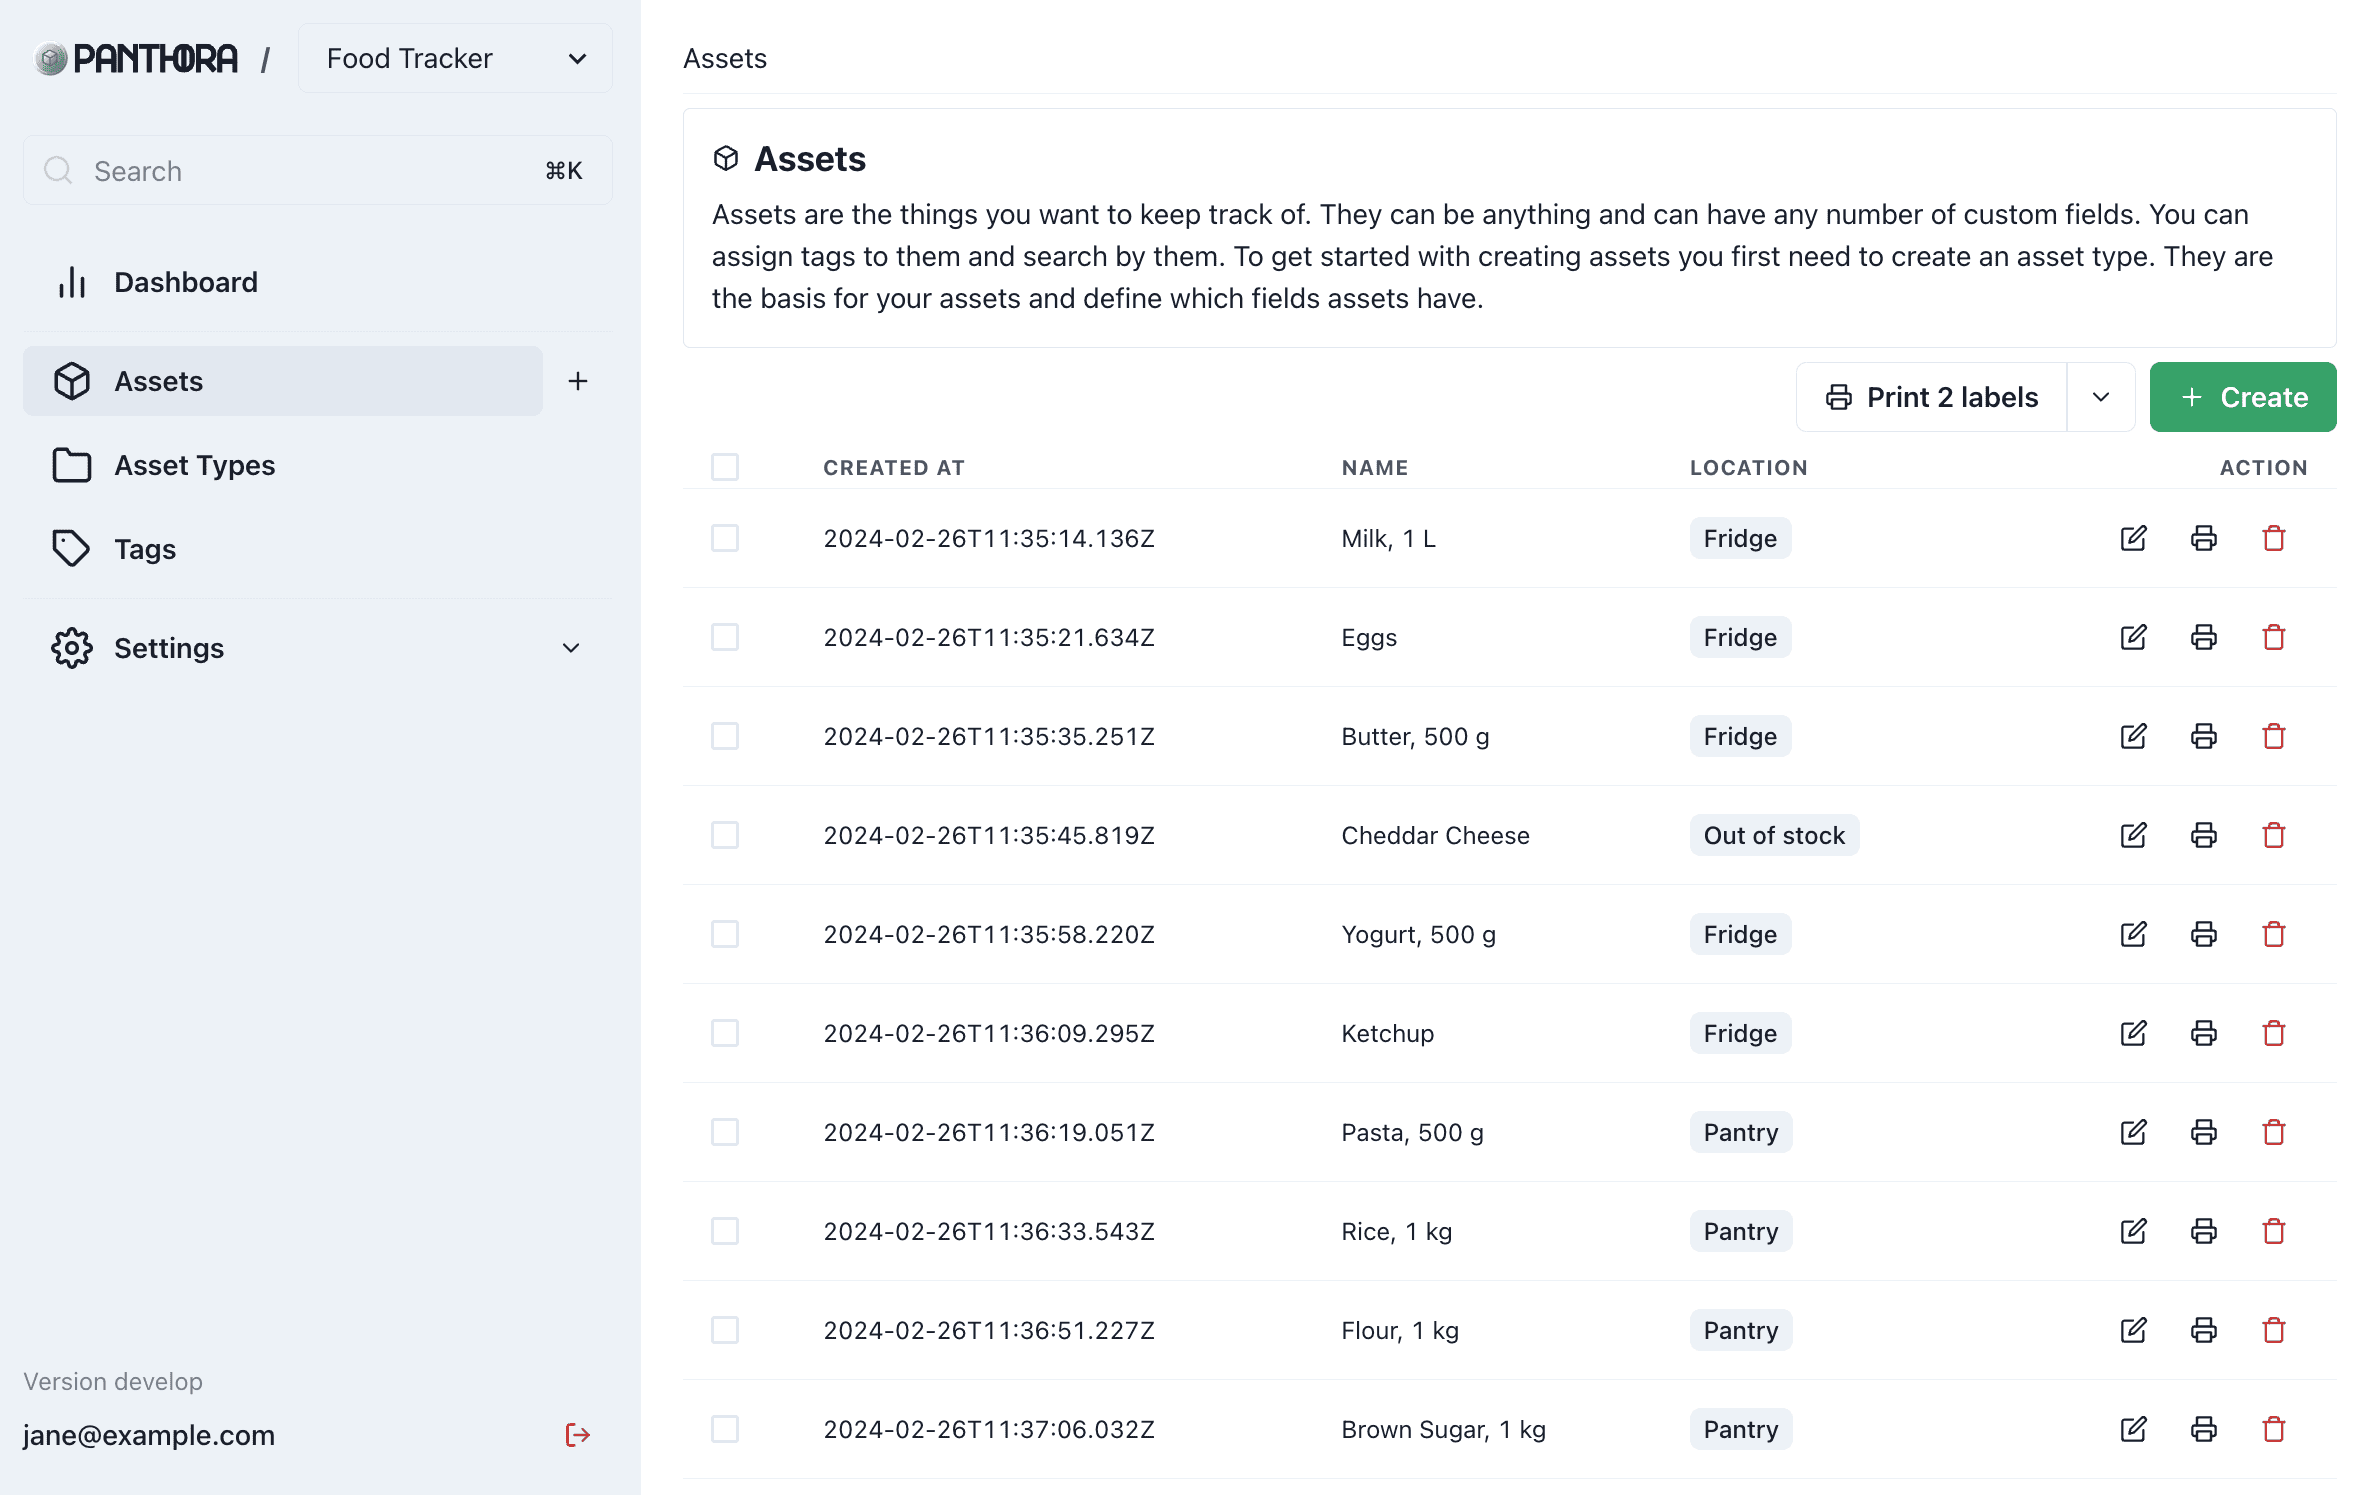 PANTHORA / Food Tracker
Search ⌘K
Dashboard
Assets
Asset Types
Tags
Settings
Version develop
jane@example.com
Assets
Assets
Assets are the things you want to keep track of. They can be anything and can have any number of custom fields. You can
assign tags to them and search by them. To get started with creating assets you first need to create an asset type. They are
the basis for your assets and define which fields assets have.
Print 2 labels
Create
CREATED AT NAME LOCATION ACTION
2024-02-26T11:35:14.136Z Milk, 1 L Fridge
2024-02-26T11:35:21.634Z Eggs Fridge
2024-02-26T11:35:35.251Z Butter, 500 g Fridge
2024-02-26T11:35:45.819Z Cheddar Cheese Out of stock
2024-02-26T11:35:58.220Z Yogurt, 500 g Fridge
2024-02-26T11:36:09.295Z Ketchup Fridge
2024-02-26T11:36:19.051Z Pasta, 500 g Pantry
2024-02-26T11:36:33.543Z Rice, 1 kg Pantry
2024-02-26T11:36:51.227Z Flour, 1 kg Pantry
2024-02-26T11:37:06.032Z Brown Sugar, 1 kg Pantry